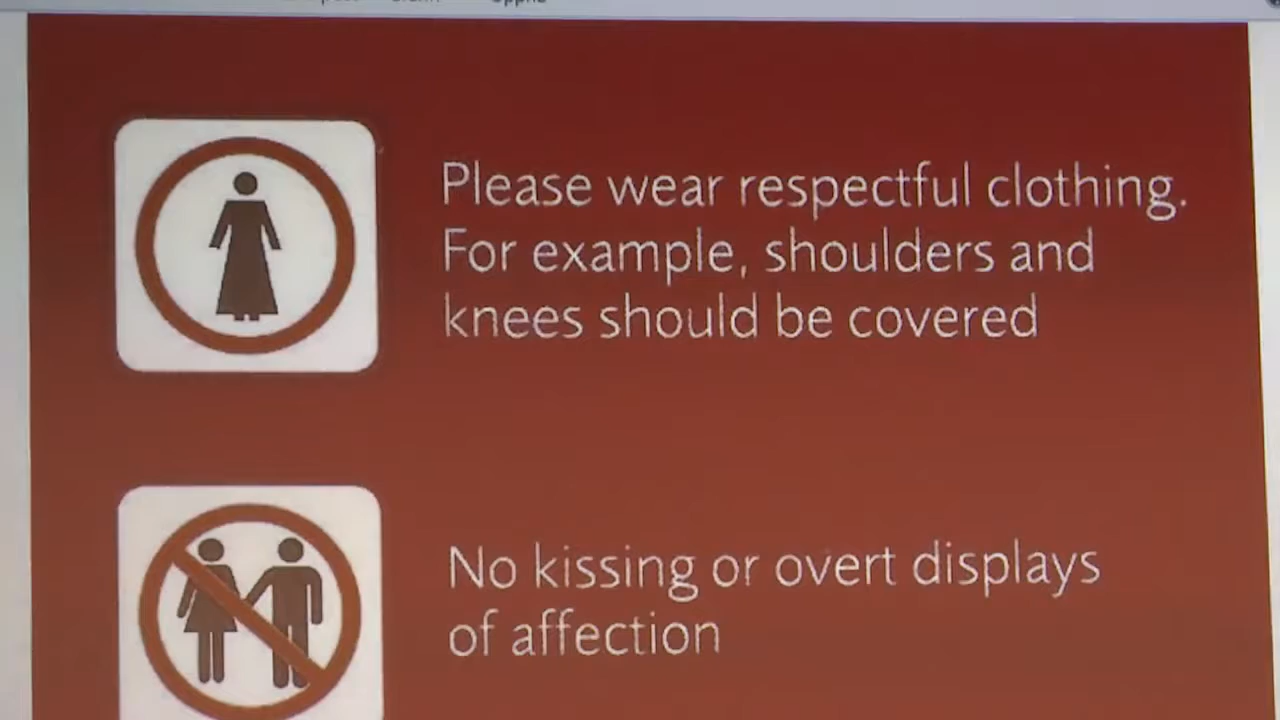 Please wear respectful clothing.
For example, shoulders and
knees should be covered
No kissing or overt displays
of affection